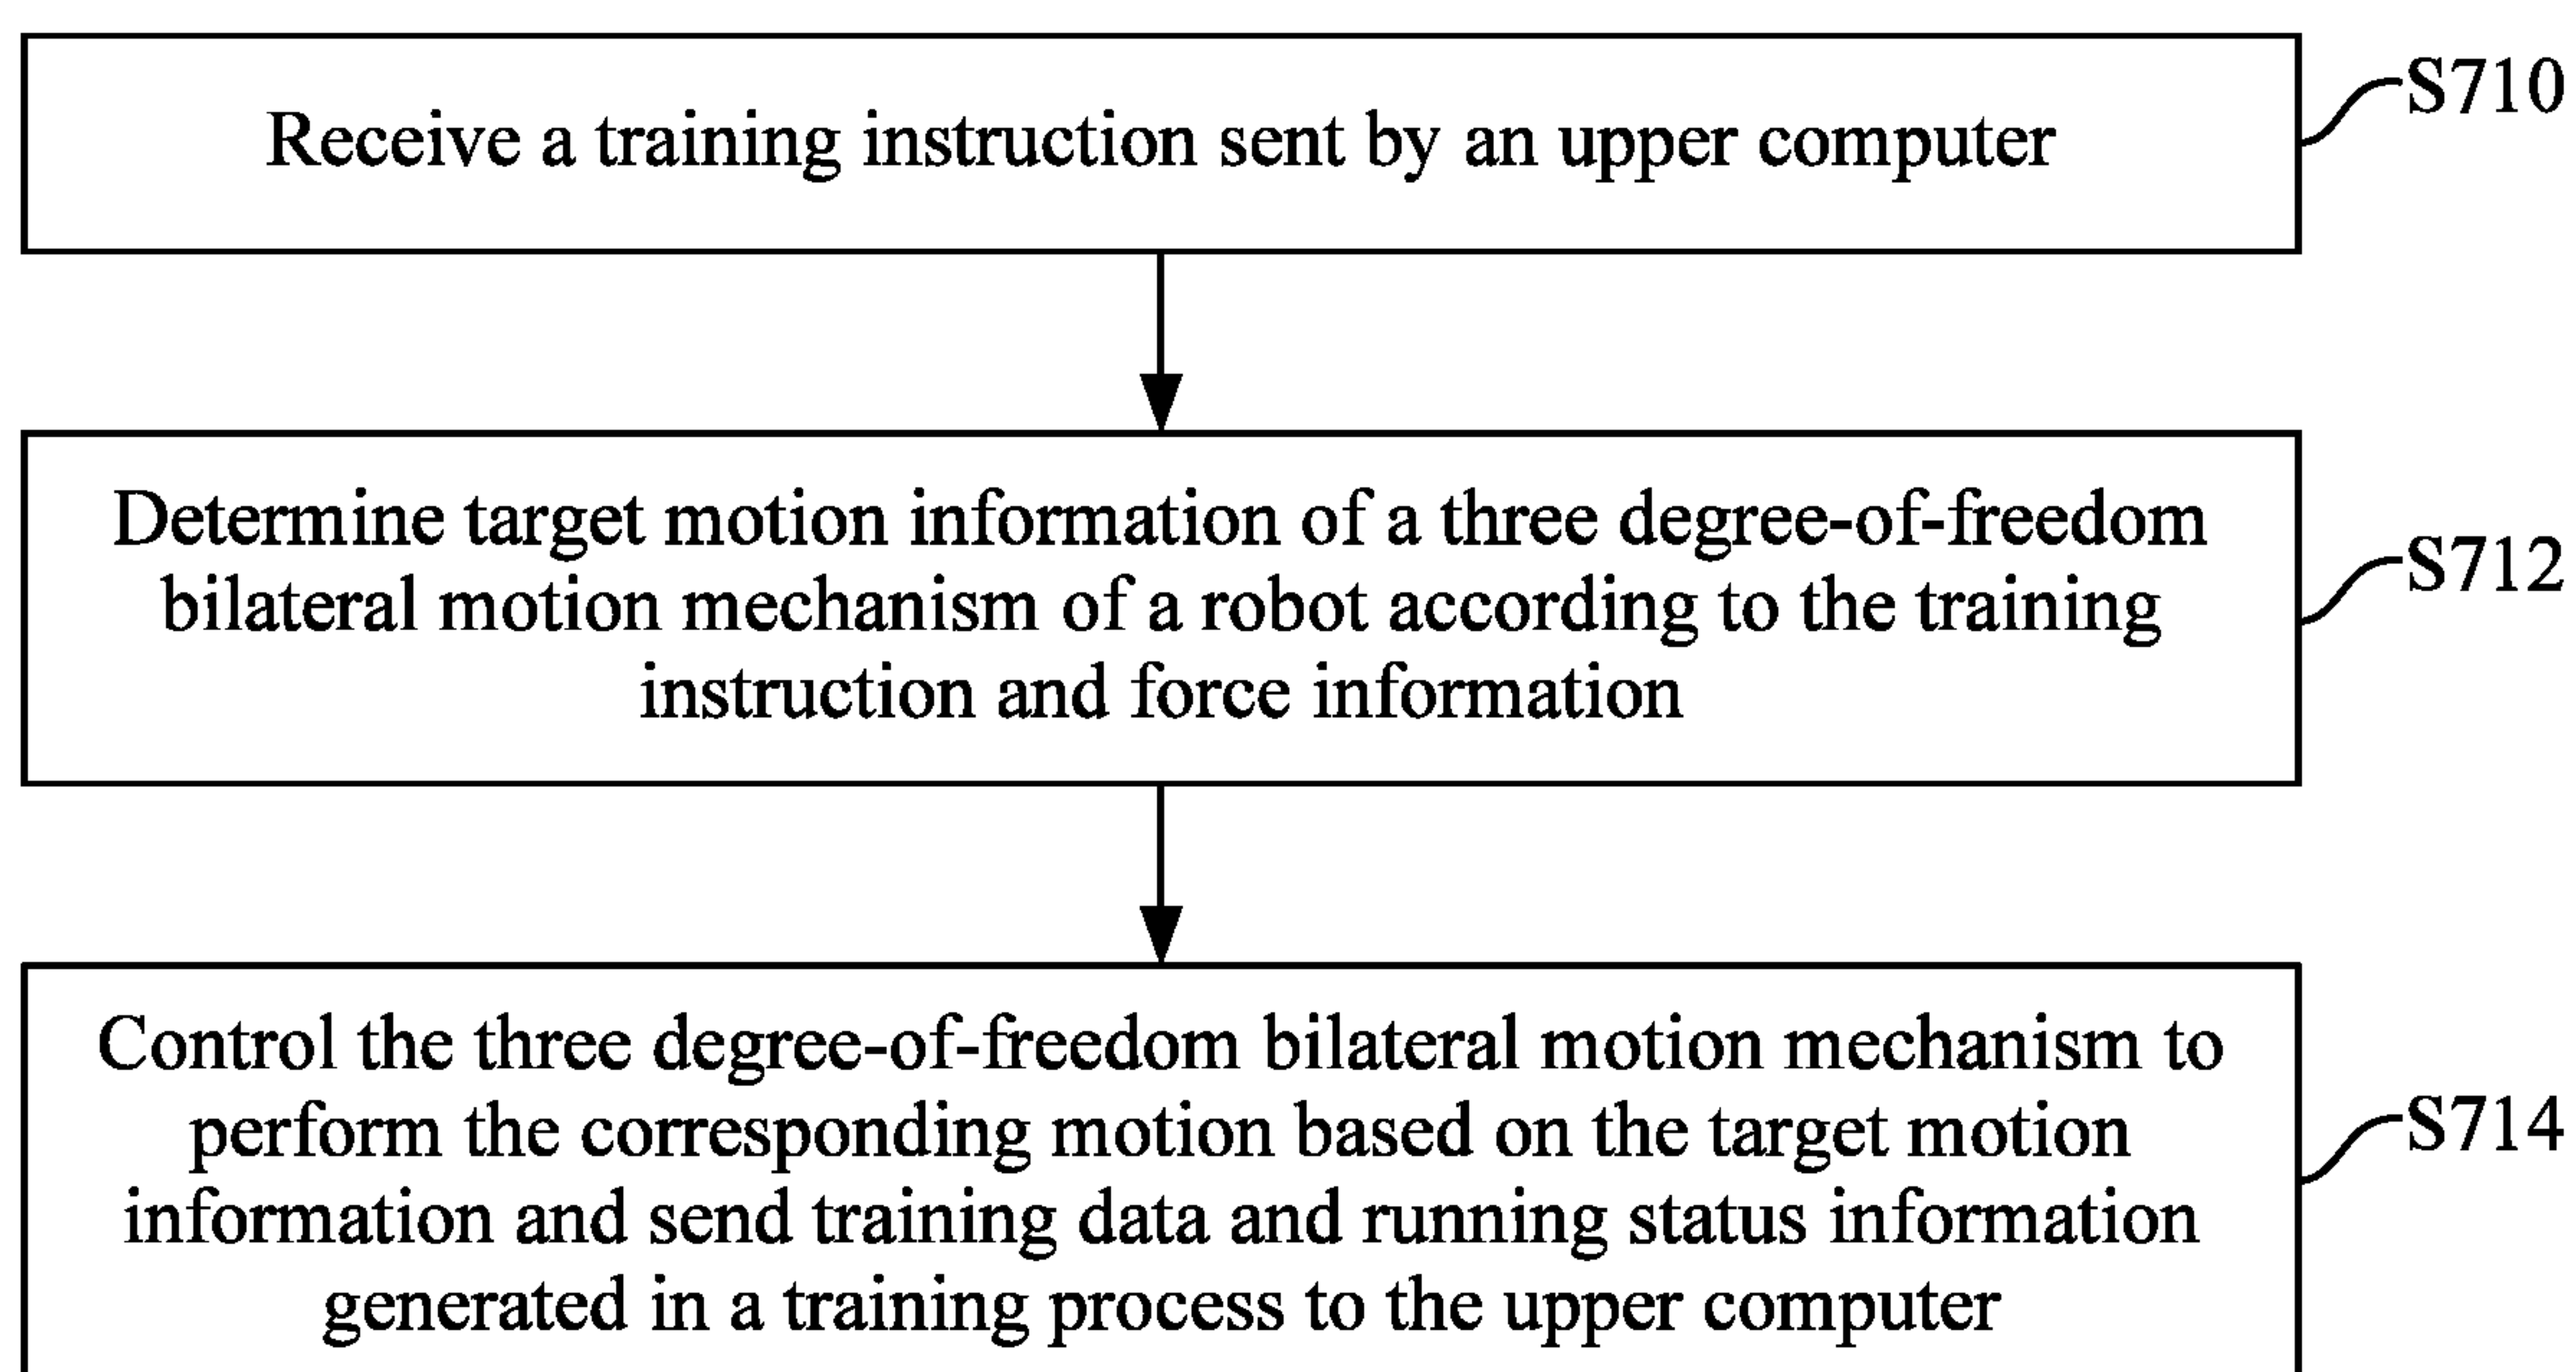 Receive a training instruction sent by an upper computer
S710
Determine target motion information of a three degree-of-freedom
bilateral motion mechanism of a robot according to the training
instruction and force information
S712
Control the three degree-of-freedom bilateral motion mechanism to
perform the corresponding motion based on the target motion
information and send training data and running status information
generated in a training process to the upper computer
S714